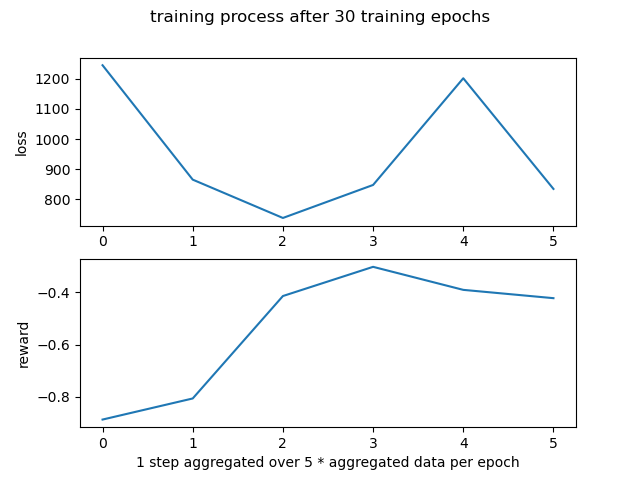 training process after 30 training epochs
1200
1100
1000
900
800
loss
0 1 2 3 4 5
−0.4
−0.6
−0.8
reward
0 1 2 3 4 5
1 step aggregated over 5 * aggregated data per epoch